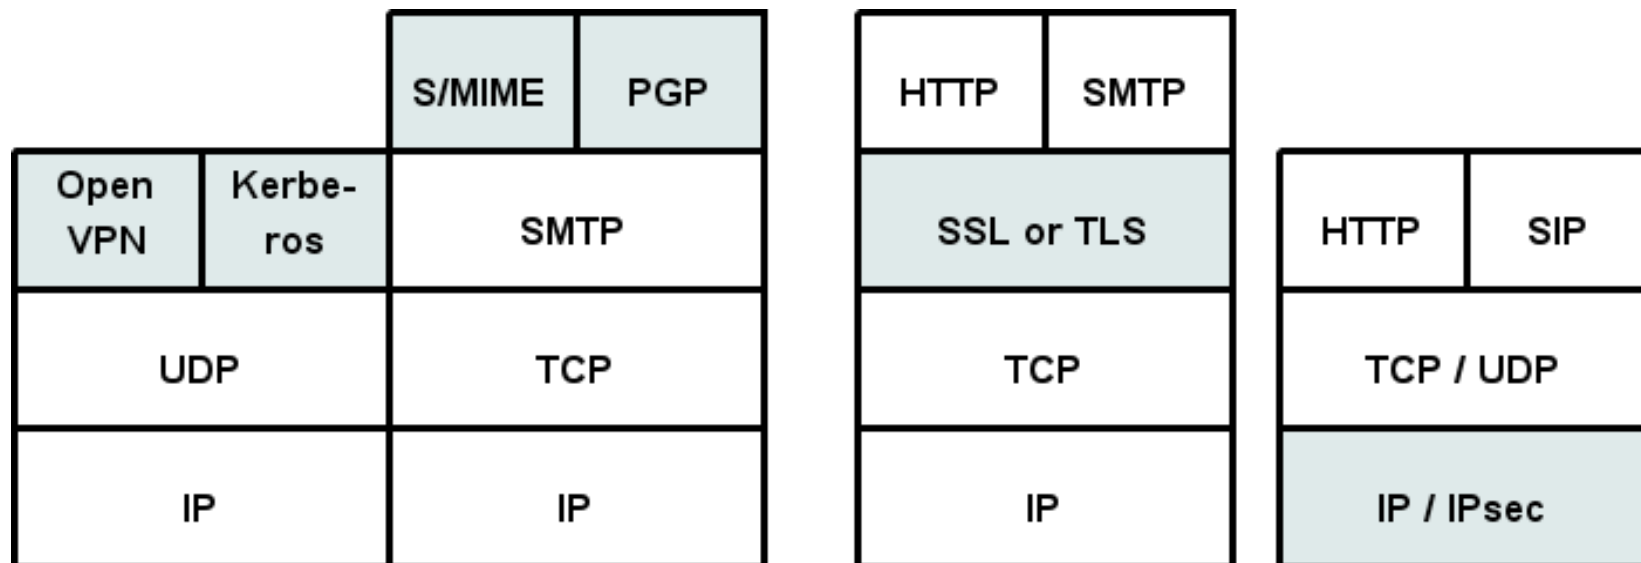 S/MIME
PGP
HTTP
SMTP
Open
VPN
Kerbe-
ros
SMTP
SSL or TLS
HTTP
SIP
UDP
TCP
TCP
TCP / UDP
IP
IP
IP
IP / IPsec